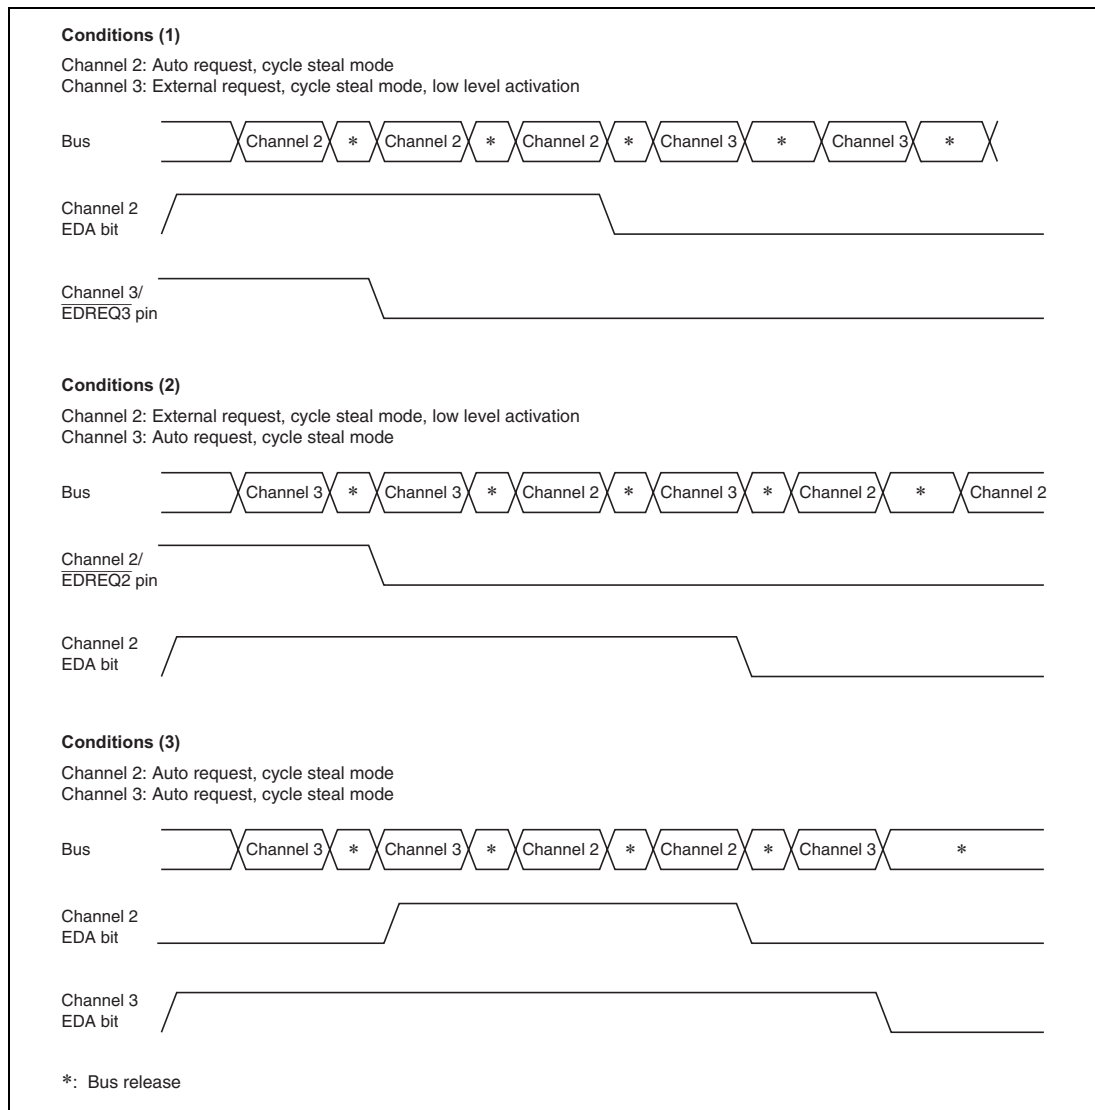 Conditions (1)
Channel 2: Auto request, cycle steal mode
Channel 3: External request, cycle steal mode, low level activation
Bus Channel 2 * Channel 2 * Channel 2 * Channel 3 * Channel 3 *
Channel 2
EDA bit
Channel 3/
EDREQ3 pin
Conditions (2)
Channel 2: External request, cycle steal mode, low level activation
Channel 3: Auto request, cycle steal mode
Bus Channel 3 * Channel 3 * Channel 2 * Channel 3 * Channel 2 * Channel 2
Channel 2/
EDREQ2 pin
Channel 2
EDA bit
Conditions (3)
Channel 2: Auto request, cycle steal mode
Channel 3: Auto request, cycle steal mode
Bus Channel 3 * Channel 3 * Channel 2 * Channel 2 * Channel 3 *
Channel 2
EDA bit
Channel 3
EDA bit
*: Bus release